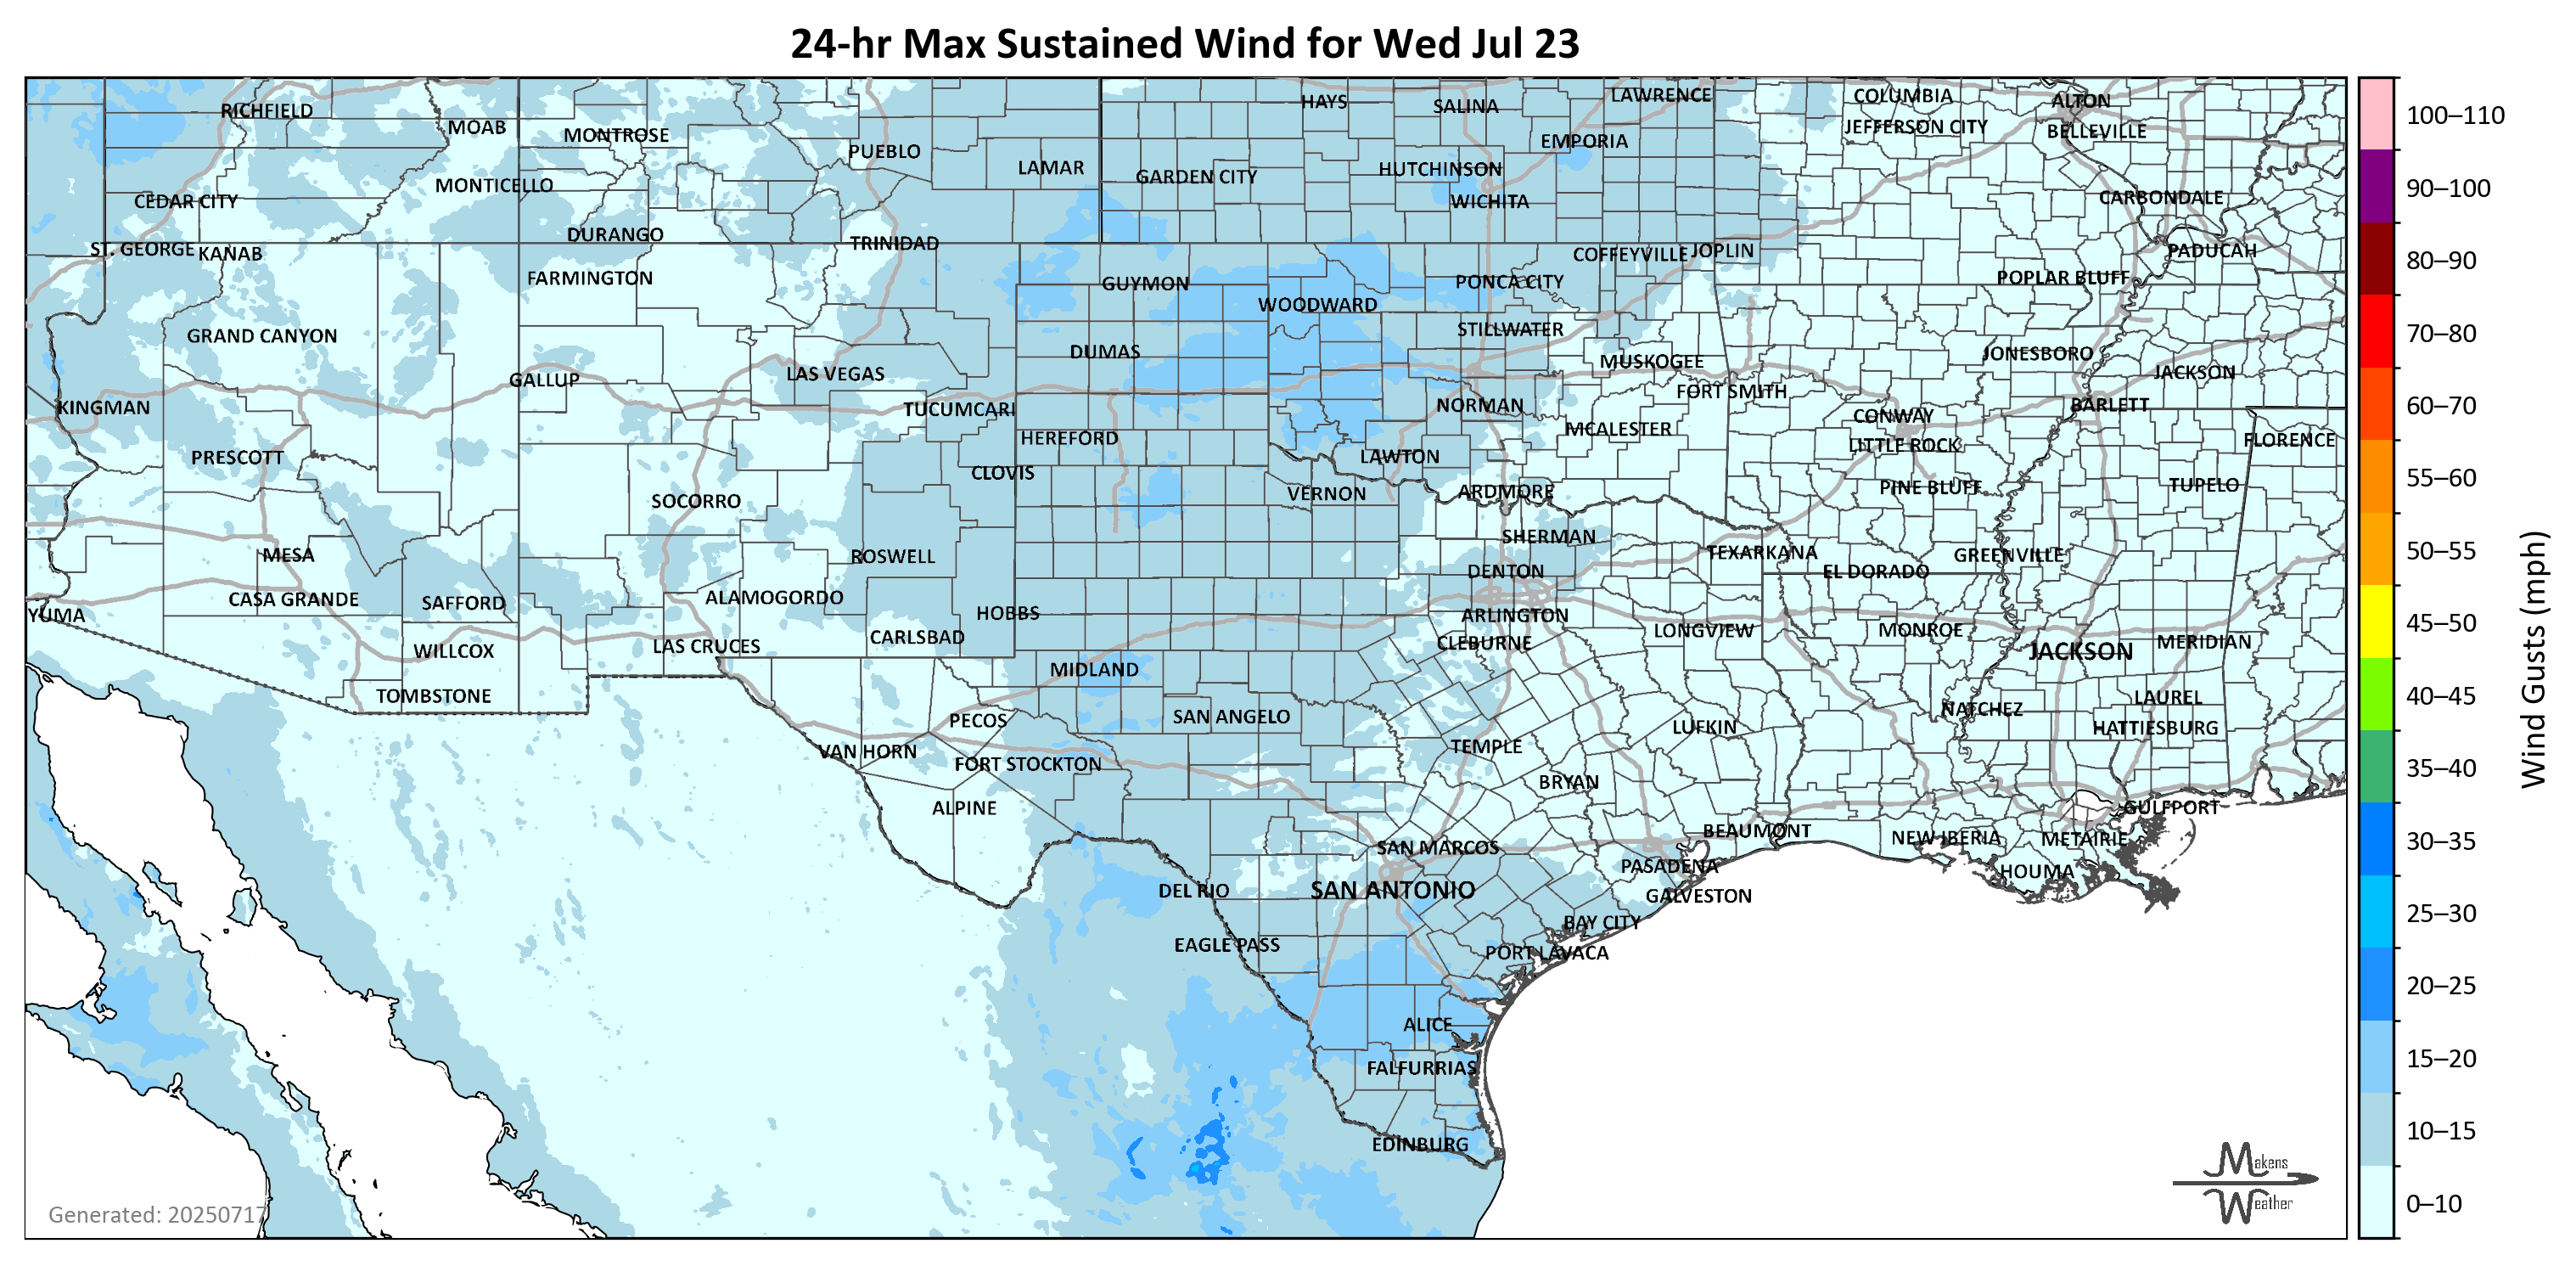 24-hr Max Sustained Wind for Wed Jul 23
RICHFIELD
MOAB
MONTROSE
PUEBLO
LAMAR
HAYS
SALINA
LAWRENCE
COLUMBIA
ALTON
JEFFERSON CITY
BELLEVILLE
EMPORIA
GARDEN CITY
HUTCHINSON
WICHITA
MONTICELLO
CEDAR CITY
CARBONDALE
DURANGO
TRINIDAD
ST. GEORGE
KANAB
COFFEYVILLE
JOPLIN
PADUCAH
FARMINGTON
GUYMON
PONCA CITY
POPLAR BLUFF
WOODWARD
GRAND CANYON
STILLWATER
DUMAS
MUSKOGEE
JONESBORO
GALLUP
LAS VEGAS
JACKSON
FORT SMITH
KINGMAN
TUCUMCARI
NORMAN
BARLETT
CONWAY
HEREFORD
MCALESTER
LITTLE ROCK
FLORENCE
PRESCOTT
CLOVIS
LAWTON
SOCORRO
VERNON
ARDMORE
PINE BLUFF
TUPELO
MESA
ROSWELL
SHERMAN
TEXARKANA
GREENVILLE
DENTON
EL DORADO
CASA GRANDE
SAFFORD
ALAMOGORDO
YUMA
HOBBS
ARLINGTON
WILLCOX
LAS CRUCES
CARLSBAD
CLEBURNE
LONGVIEW
MONROE
JACKSON
MERIDIAN
MIDLAND
TOMBSTONE
PECOS
SAN ANGELO
LUFKIN
NATCHEZ
LAUREL
HATTIESBURG
VAN HORN
FORT STOCKTON
TEMPLE
BRYAN
ALPINE
GULFPORT
BEAUMONT
NEW IBERIA
METAIRIE
SAN MARCOS
PASADENA
HOUMA
DEL RIO
SAN ANTONIO
GALVESTON
BAY CITY
EAGLE PASS
PORT LAVACA
ALICE
FALFURRIAS
EDINBURG
Generated: 20250717
Makens
Weather
100–110
90–100
80–90
70–80
60–70
55–60
50–55
45–50
40–45
35–40
30–35
25–30
20–25
15–20
10–15
0–10
Wind Gusts (mph)